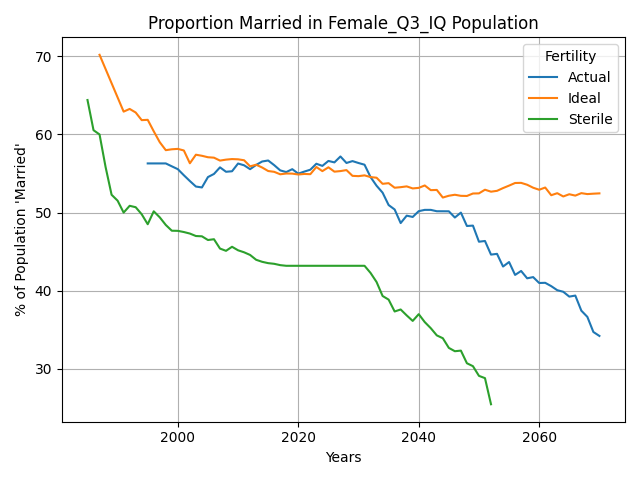 Proportion Married in Female_Q3_IQ Population
Fertility
Actual
Ideal
Sterile
% of Population 'Married'
70
60
50
40
30
2000
2020
2040
2060
Years